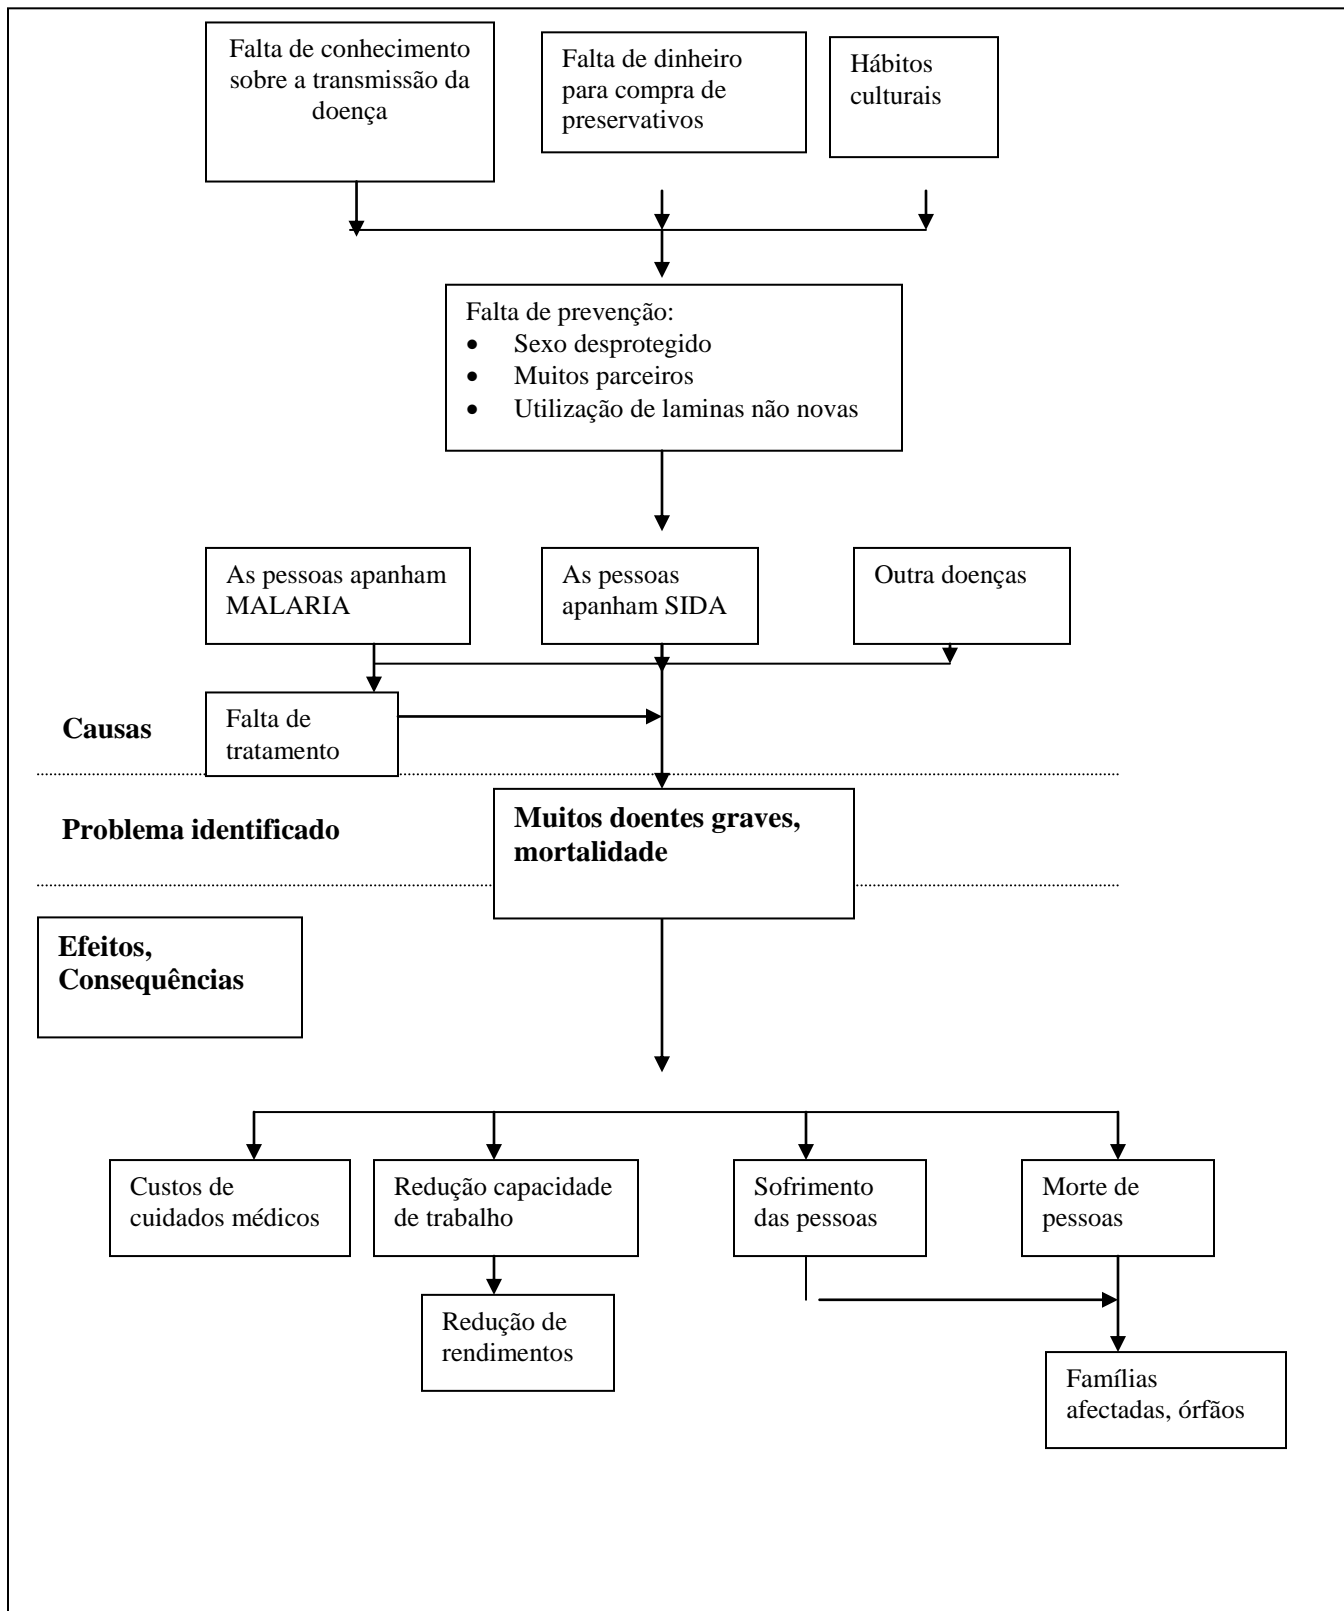 Falta de conhecimento
sobre a transmissão da
doença
Falta de dinheiro
para compra de
preservativos
Hábitos
culturais
Falta de prevenção:
• Sexo desprotegido
• Muitos parceiros
• Utilização de laminas não novas
As pessoas apanham
MALARIA
As pessoas
apanham SIDA
Outra doenças
Causas
Falta de
tratamento
Problema identificado
Muitos doentes graves,
mortalidade
Efeitos,
Consequências
Custos de
cuidados médicos
Redução capacidade
de trabalho
Sofrimento
das pessoas
Morte de
pessoas
Redução de
rendimentos
Famílias
afectadas, órfãos